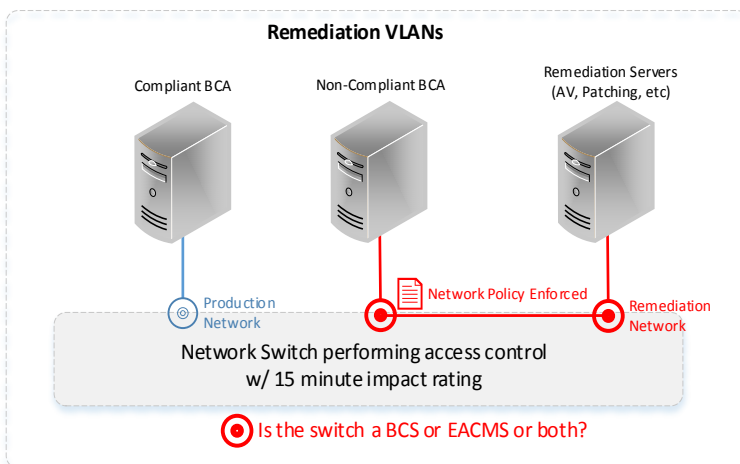 Remediation VLANs
Compliant BCA
Non-Compliant BCA
Remediation Servers
(AV, Patching, etc)
Production
Network
Network Policy Enforced
Remediation
Network
Network Switch performing access control
w/ 15 minute impact rating
Is the switch a BCS or EACMS or both?